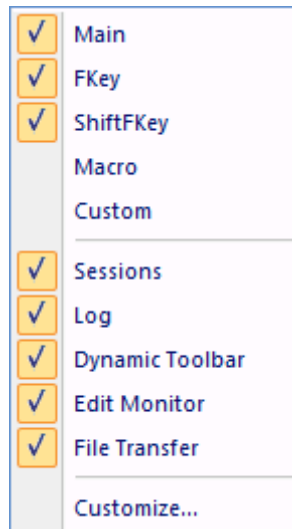 Main
FKey
ShiftFKey
Macro
Custom
Sessions
Log
Dynamic Toolbar
Edit Monitor
File Transfer
Customize...